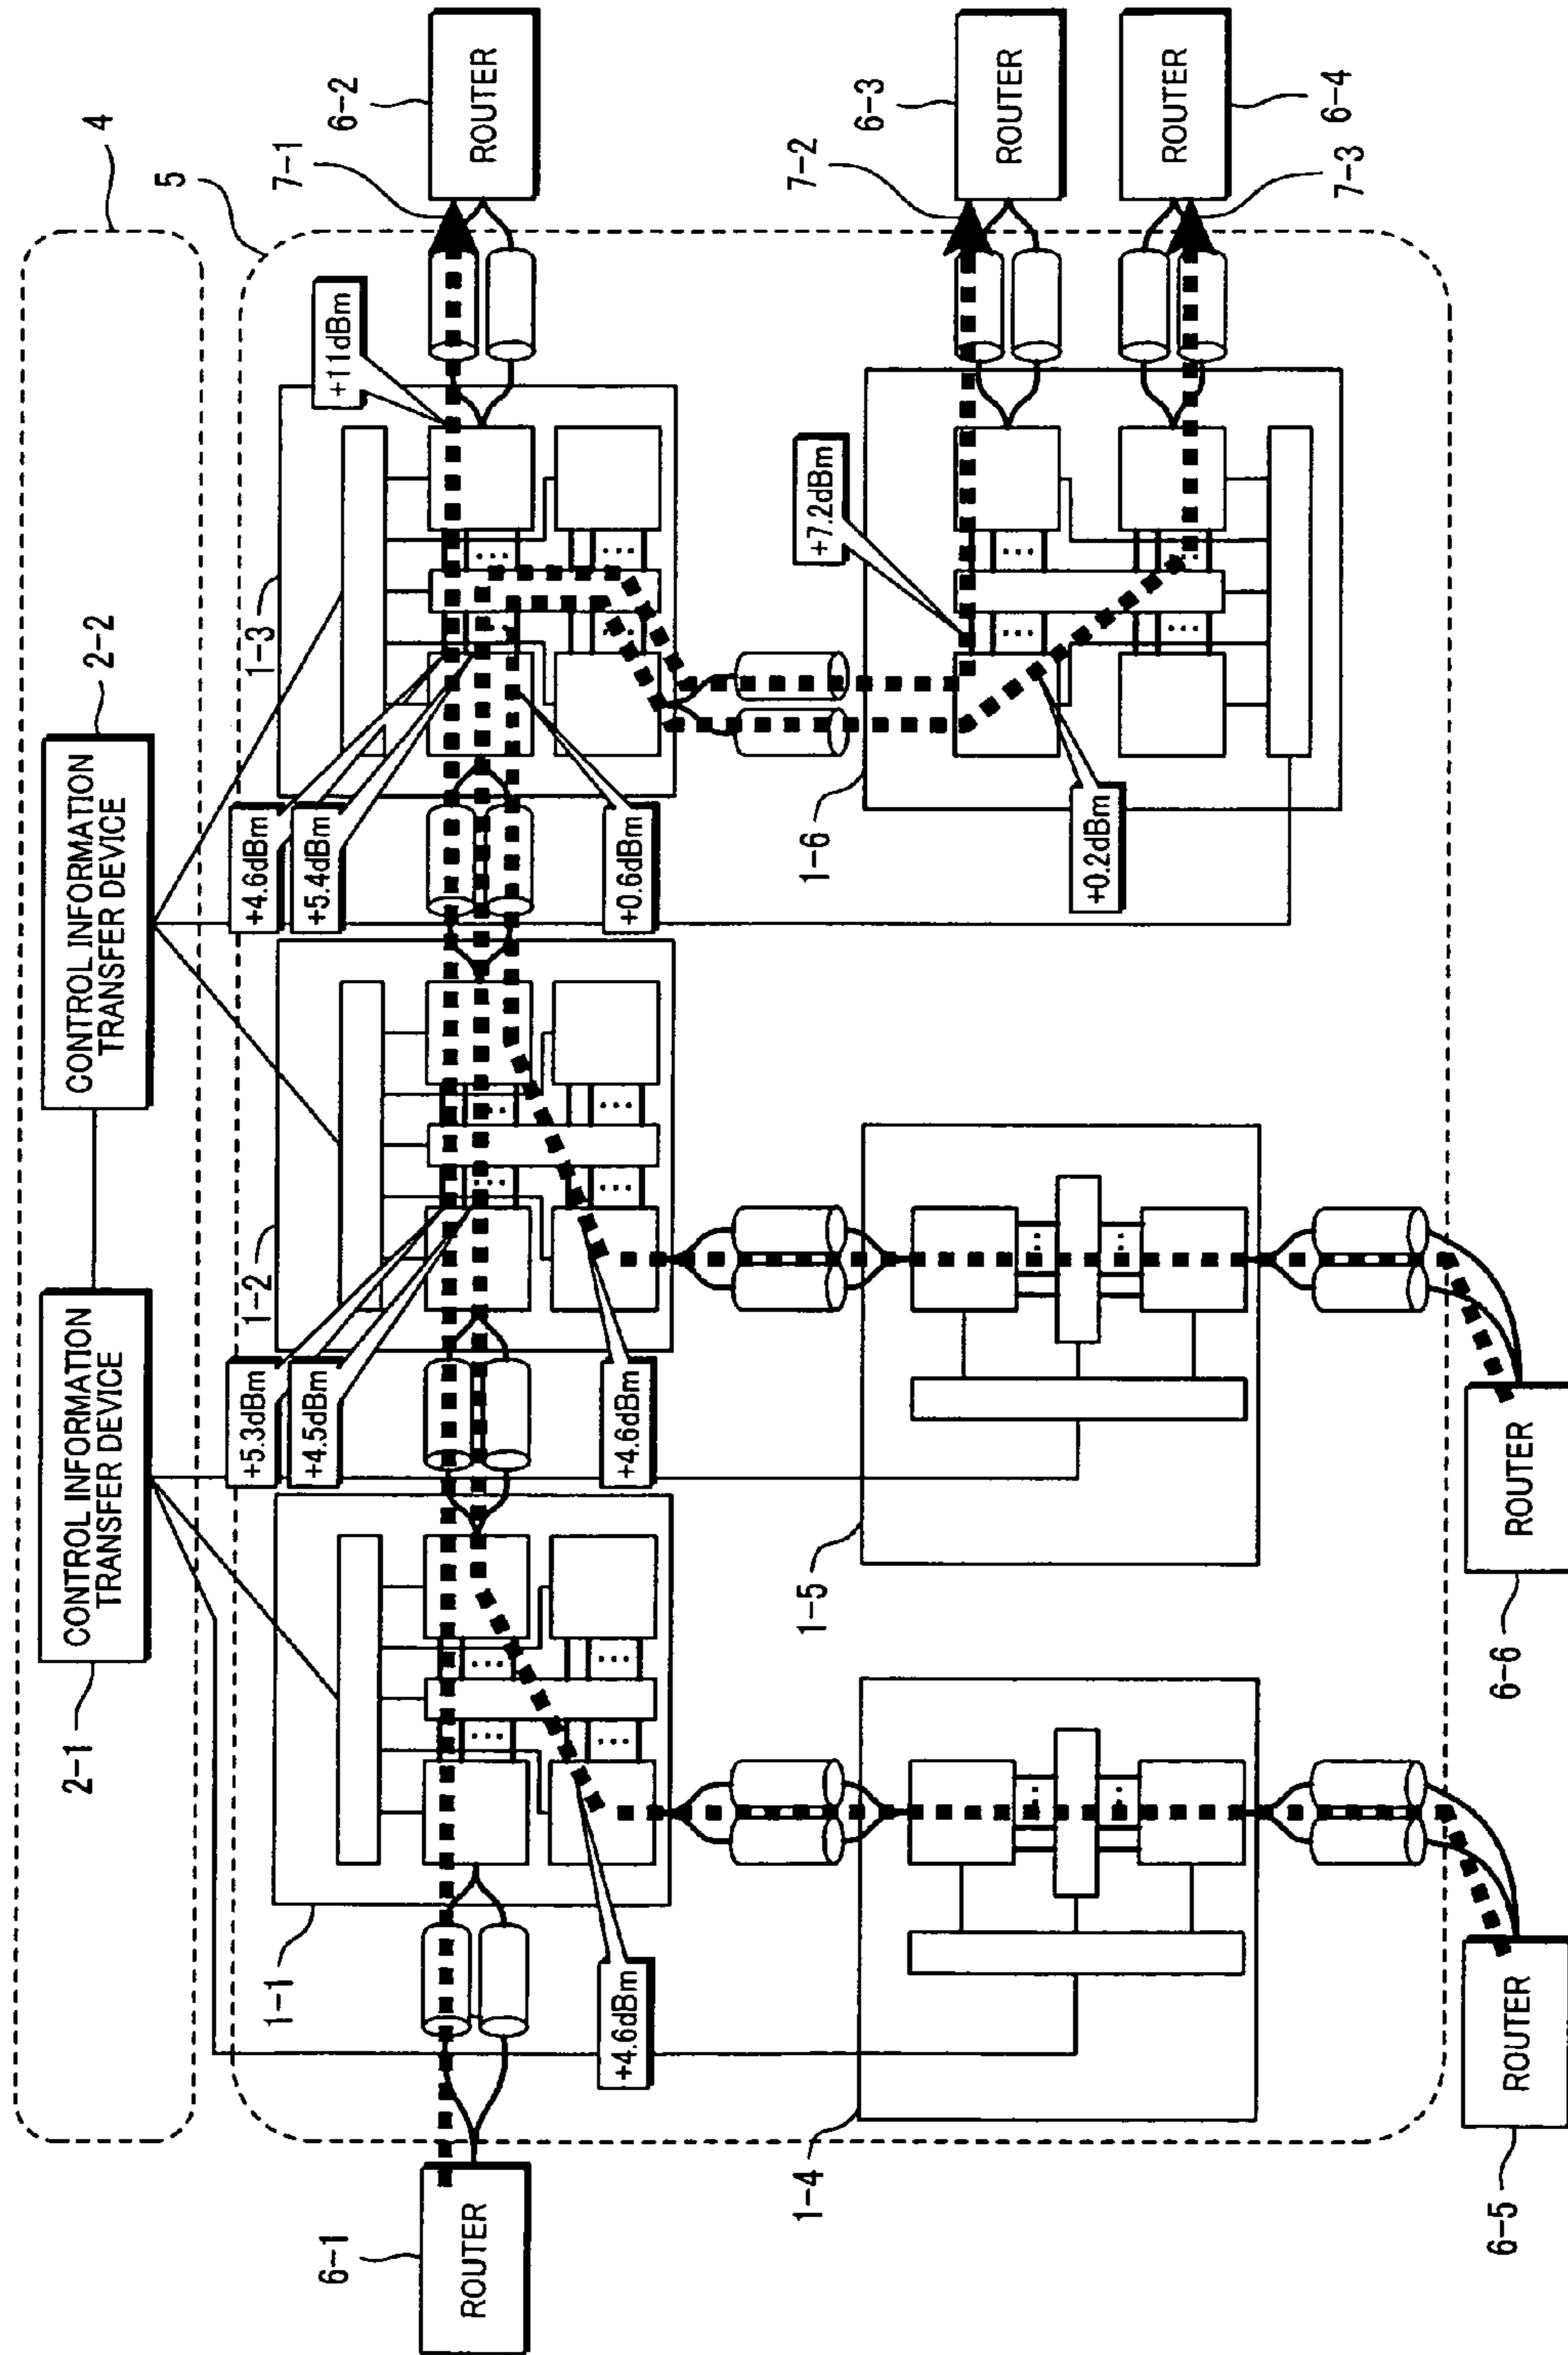 4
5
2-1
CONTROL INFORMATION
TRANSFER DEVICE
2-2
CONTROL INFORMATION
TRANSFER DEVICE
1-1
1-2
1-3
+5.3dBm
+4.5dBm
+4.6dBm
+5.4dBm
+11dBm
6-1
ROUTER
7-1
6-2
ROUTER
...
...
...
...
...
...
...
...
...
...
+4.6dBm
+4.6dBm
+0.6dBm
1-4
1-5
1-6
+7.2dBm
+0.2dBm
7-2
6-3
ROUTER
...
...
...
...
...
...
...
7-3
6-4
ROUTER
6-5
ROUTER
6-6
ROUTER